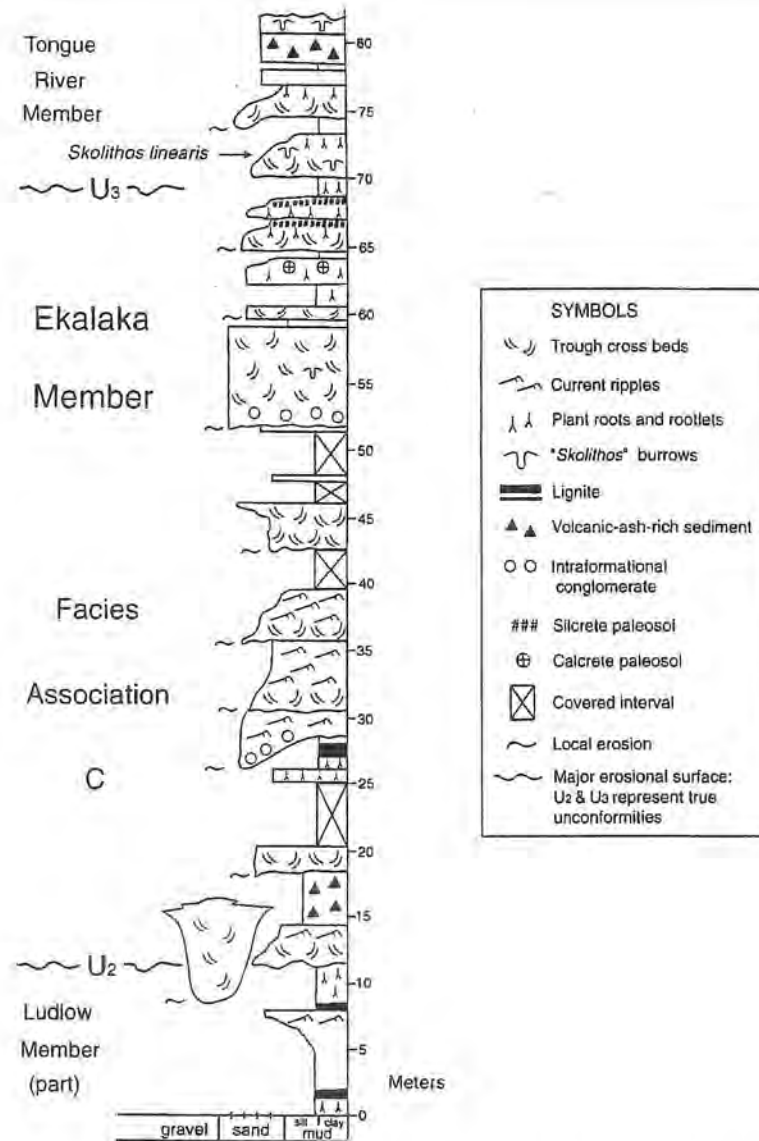 Tongue
River
Member
Skolithos linearis
U3
Ekalaka
Member
Facies
Association
C
U2
Ludlow
Member
(part)
80
75
70
65
60
55
50
45
40
35
30
25
20
15
10
5
0
Meters
gravel sand silt clay
mud
SYMBOLS
Trough cross beds
Current ripples
Plant roots and rootlets
"Skolithos" burrows
Lignite
Volcanic-ash-rich sediment
Intraformational
conglomerate
### Silcrete paleosol
Calcrete paleosol
Covered interval
Local erosion
Major erosional surface:
U2 & U3 represent true
unconformities